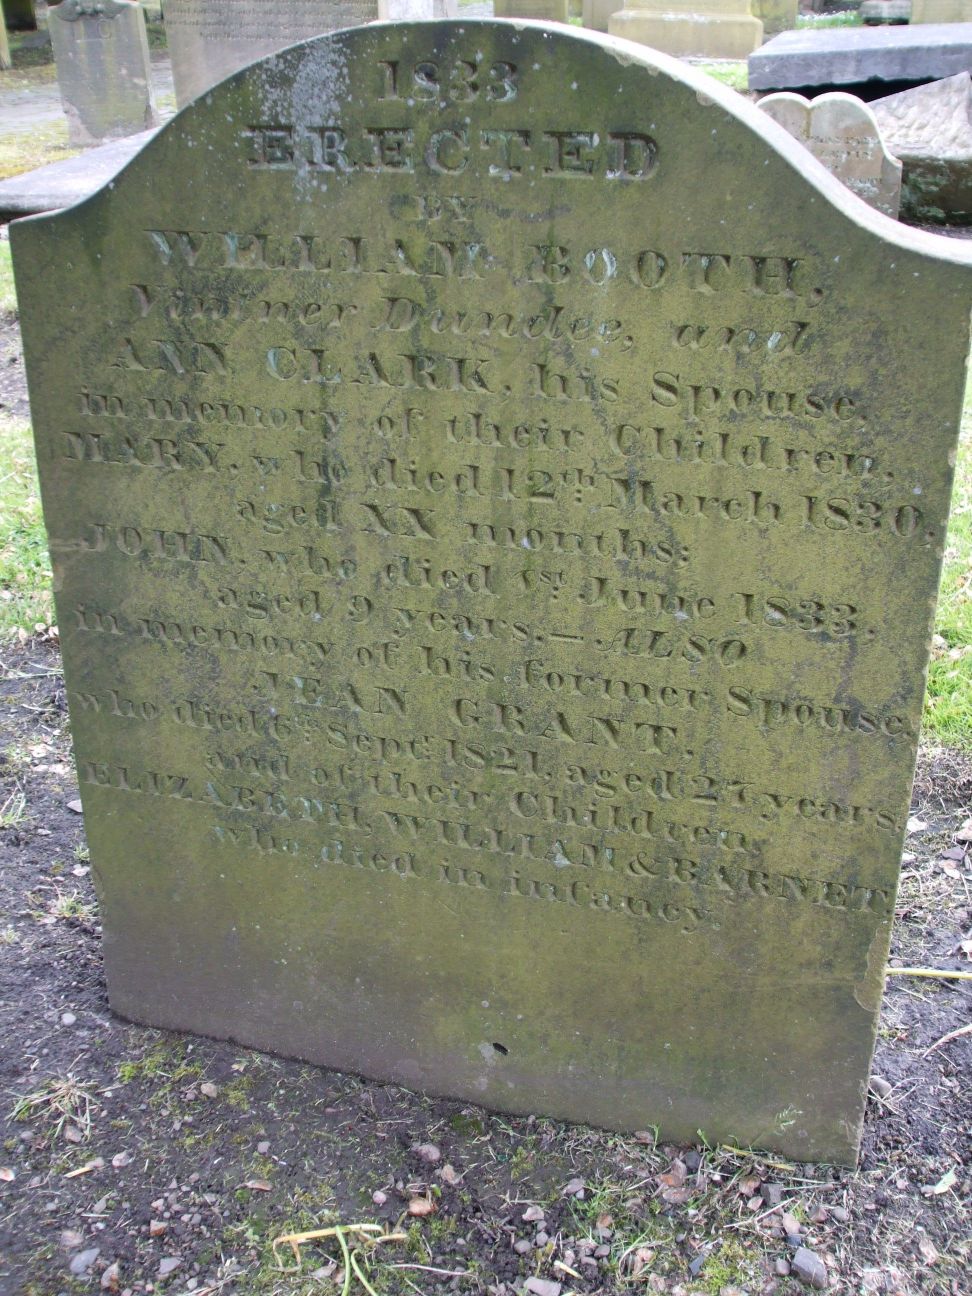 1833
ERECTED
BY
WILLIAM BOOTH,
Vintner Dundee, and
ANN CLARK, his Spouse,
in memory of their Children,
MARY, who died 12th March 1830,
aged XX months;
JOHN, who died 1st June 1833,
aged 9 years.— ALSO
in memory of his former Spouse
JEAN GRANT,
who died 6th Sept 1821, aged 27 years
and of their Children
ELIZABETH, WILLIAM & BARNET,
who died in infancy.